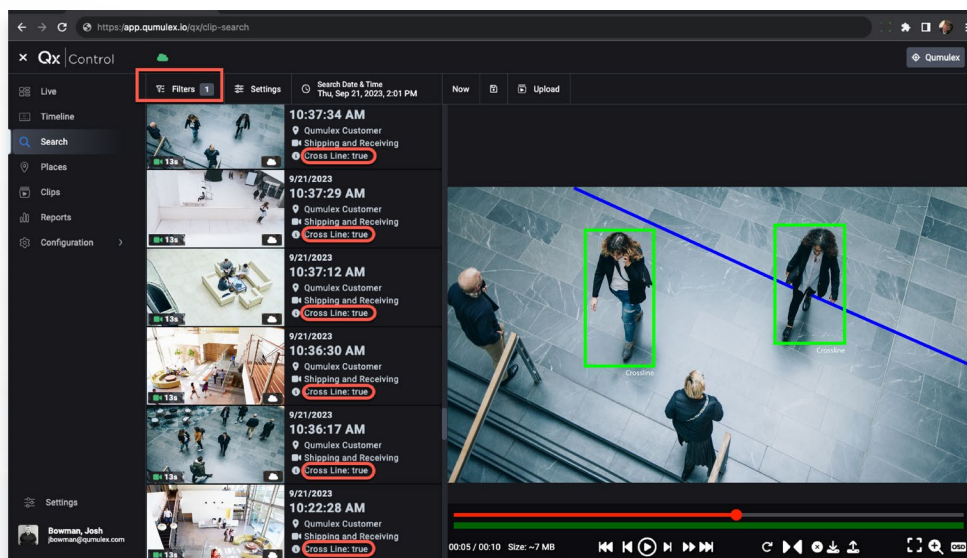 https:/app.qumulex.io/qx/clip-search
Qx Control
Qumulex
Live
Timeline
Search
Places
Clips
Reports
Configuration
Settings
Bowman, Josh
jbowman@qumulex.com
Filters 1
Settings
Search Date & Time
Thu, Sep 21, 2023, 2:01 PM
Now
Upload
10:37:34 AM
Qumulex Customer
Shipping and Receiving
Cross Line: true
13s
9/21/2023
10:37:29 AM
Qumulex Customer
Shipping and Receiving
Cross Line: true
13s
9/21/2023
10:37:12 AM
Qumulex Customer
Shipping and Receiving
Cross Line: true
13s
9/21/2023
10:36:30 AM
Qumulex Customer
Shipping and Receiving
Cross Line: true
13s
9/21/2023
10:36:17 AM
Qumulex Customer
Shipping and Receiving
Cross Line: true
13s
9/21/2023
10:22:28 AM
Qumulex Customer
Shipping and Receiving
Cross Line: true
13s
Crossline
Crossline
00:05 / 00:10 Size: ~7 MB
OSD